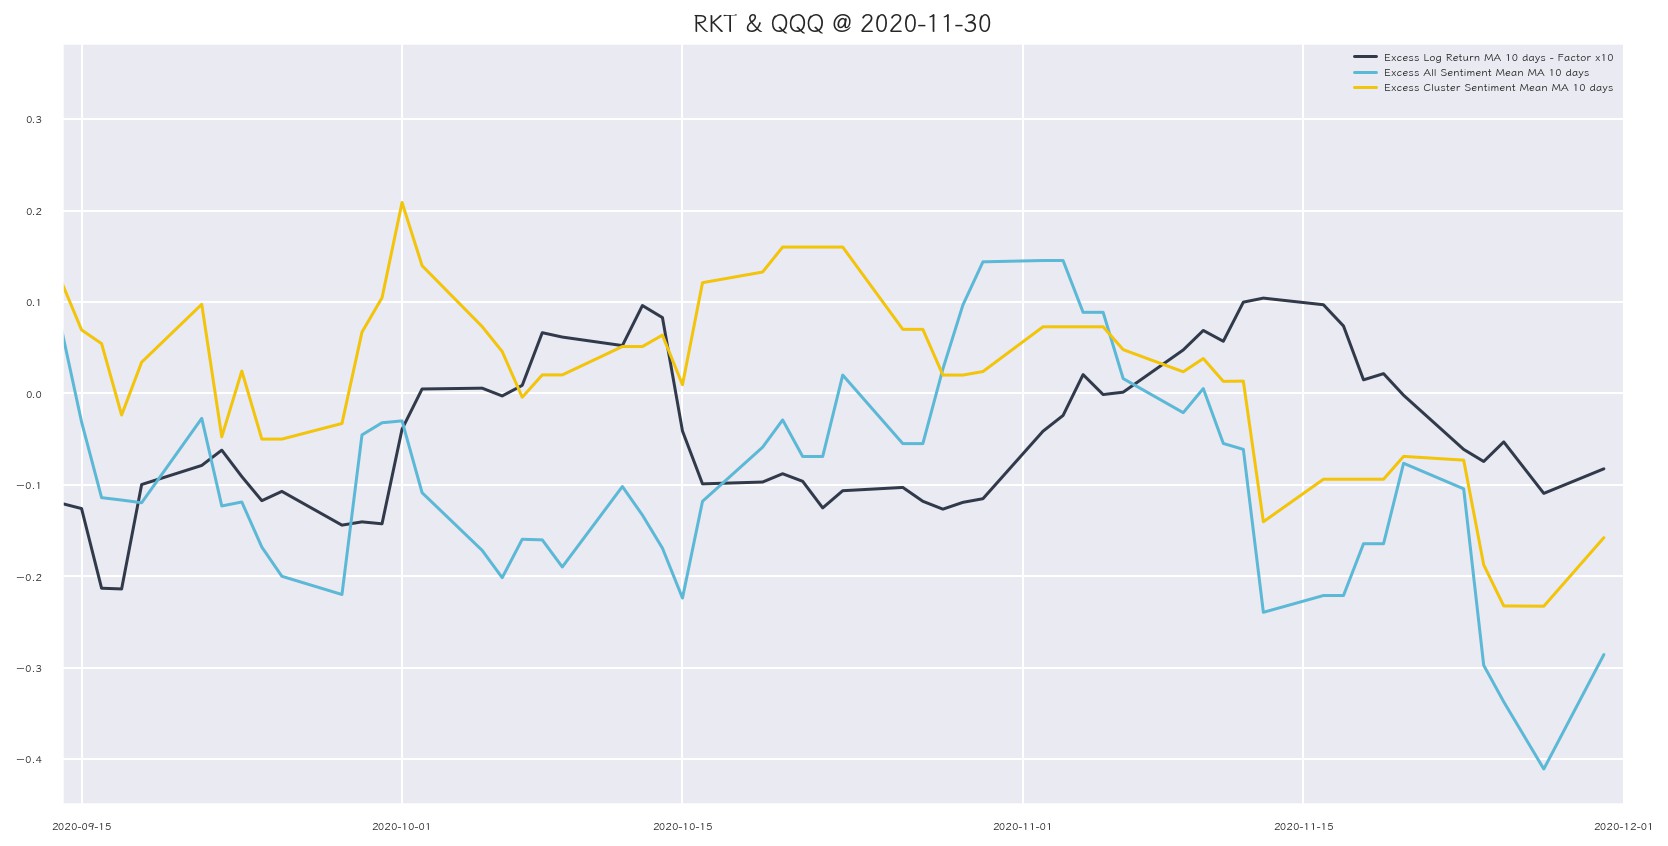 RKT & QQQ @ 2020-11-30
Excess Log Return MA 10 days - Factor x10
Excess All Sentiment Mean MA 10 days
Excess Cluster Sentiment Mean MA 10 days
0.3
0.2
0.1
0.0
−0.1
−0.2
−0.3
−0.4
2020-09-15 2020-10-01 2020-10-15 2020-11-01 2020-11-15 2020-12-01